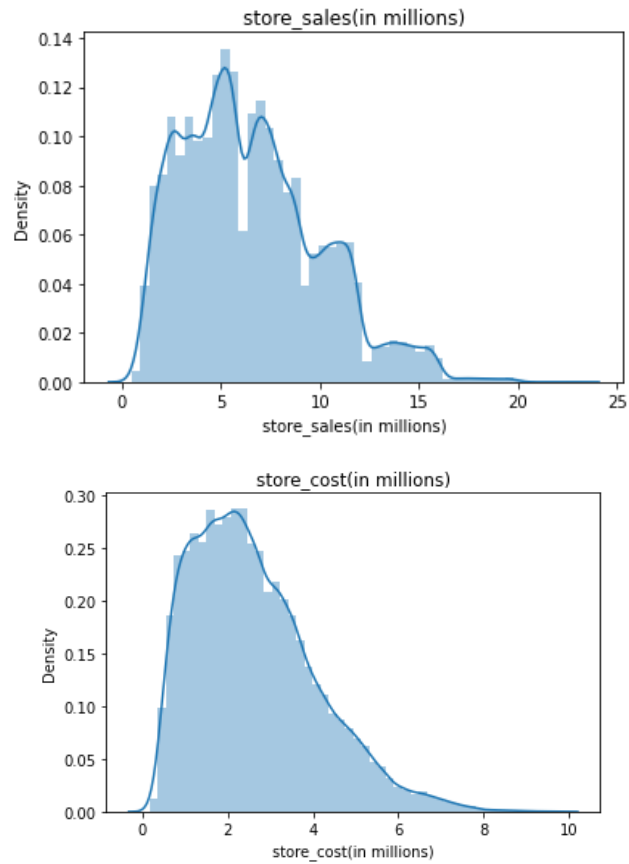 store_sales(in millions)
0.14
0.12
0.10
0.08
0.06
0.04
0.02
0.00
Density
0 5 10 15 20 25
store_sales(in millions)
store_cost(in millions)
0.30
0.25
0.20
0.15
0.10
0.05
0.00
Density
0 2 4 6 8 10
store_cost(in millions)